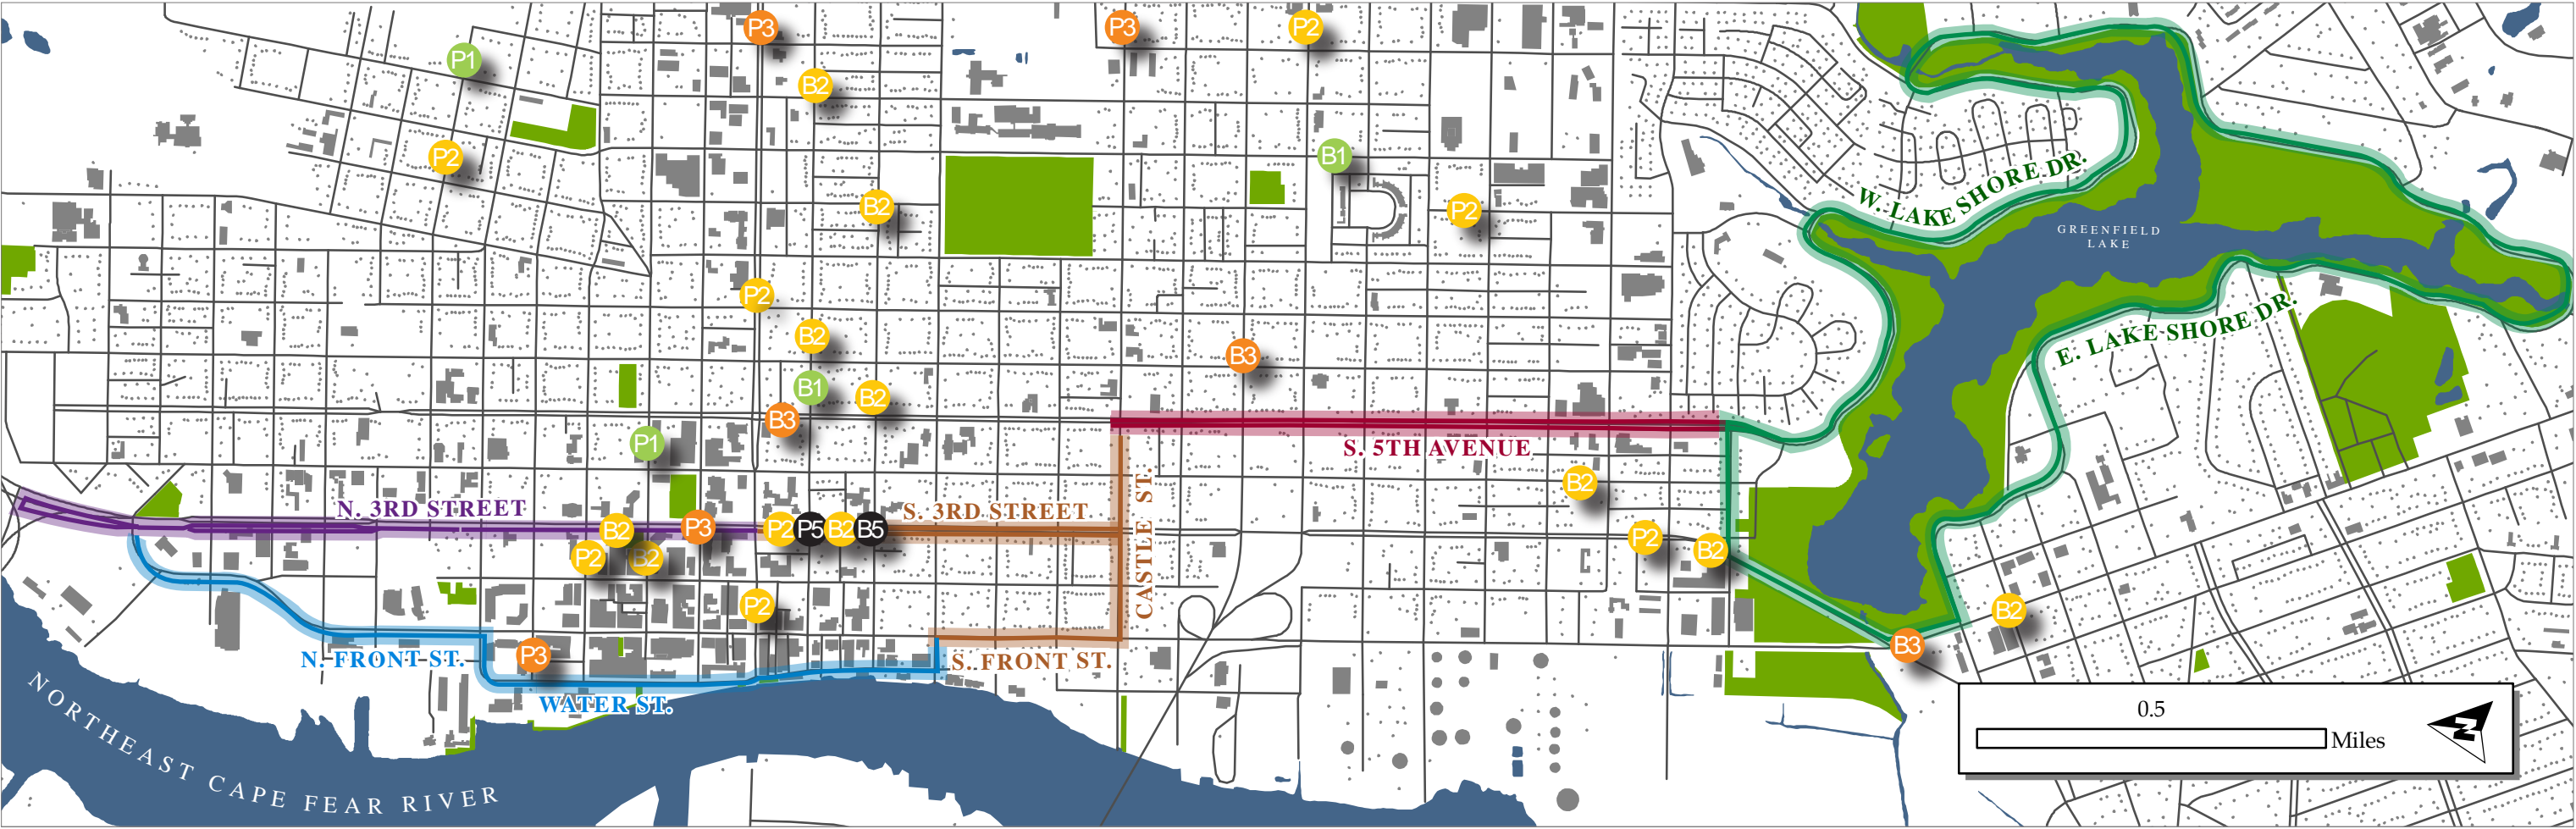 P3
P3
P2
P1
B2
B1
P2
B2
P2
W. LAKE SHORE DR.
GREENFIELD
LAKE
P2
E. LAKE SHORE DR.
B2
B3
B1
B2
B3
P1
S. 5TH AVENUE
B2
N. 3RD STREET
S. 3RD STREET
CASTLE ST.
B2
P3
P2
P5
B2
B5
P2
B2
P2
B2
P2
B2
B3
N. FRONT ST.
P3
S. FRONT ST.
WATER ST.
NORTHEAST CAPE FEAR RIVER
0.5
Miles
N